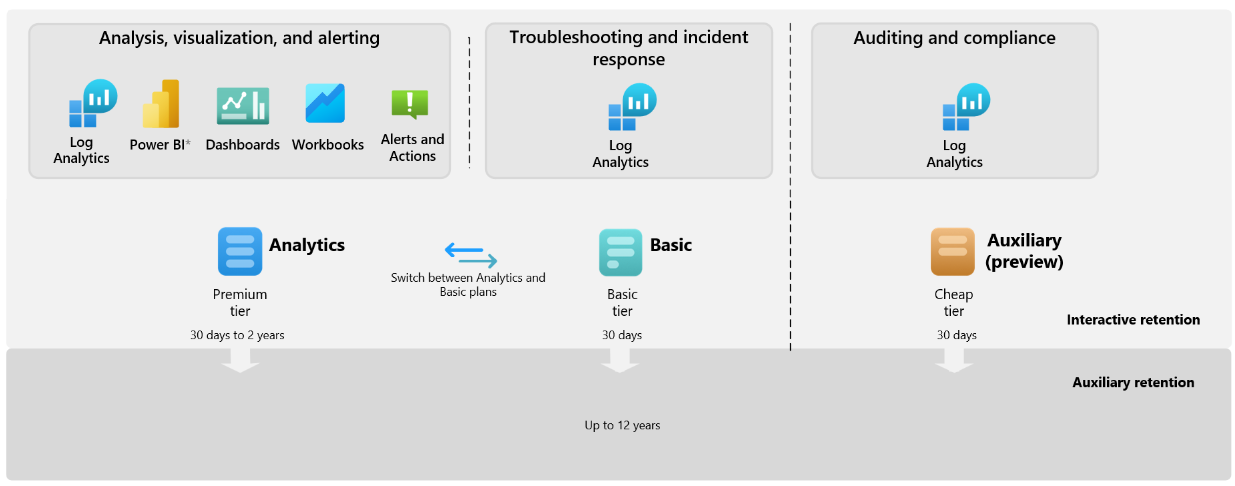 Analysis, visualization, and alerting
Log
Analytics
Power BI*
Dashboards
Workbooks
Alerts and
Actions
Troubleshooting and incident
response
Log
Analytics
Auditing and compliance
Log
Analytics
Analytics
Premium
tier
30 days to 2 years
Switch between Analytics and
Basic plans
Basic
Basic
tier
30 days
Auxiliary
(preview)
Cheap
tier
30 days
Interactive retention
Auxiliary retention
Up to 12 years